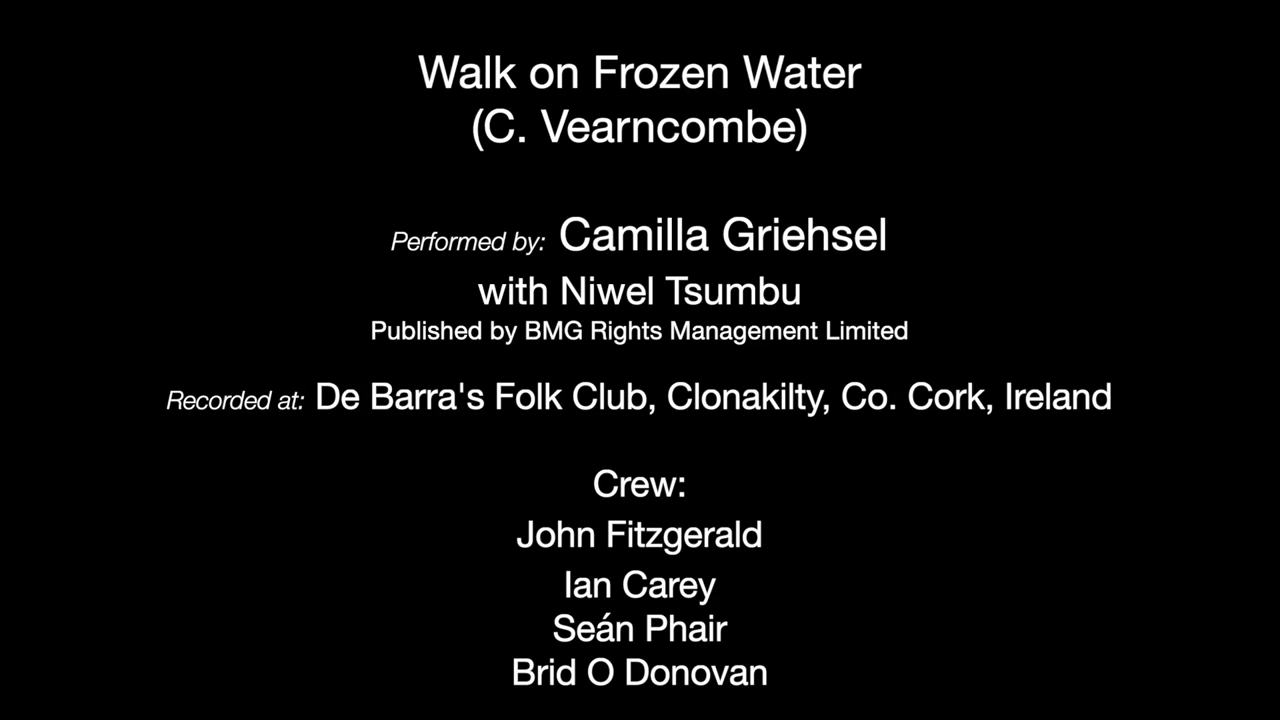 Walk on Frozen Water
(C. Vearncombe)
Performed by: Camilla Griehsel
with Niwel Tsumbu
Published by BMG Rights Management Limited
Recorded at: De Barra's Folk Club, Clonakilty, Co. Cork, Ireland
Crew:
John Fitzgerald
Ian Carey
Seán Phair
Brid O Donovan